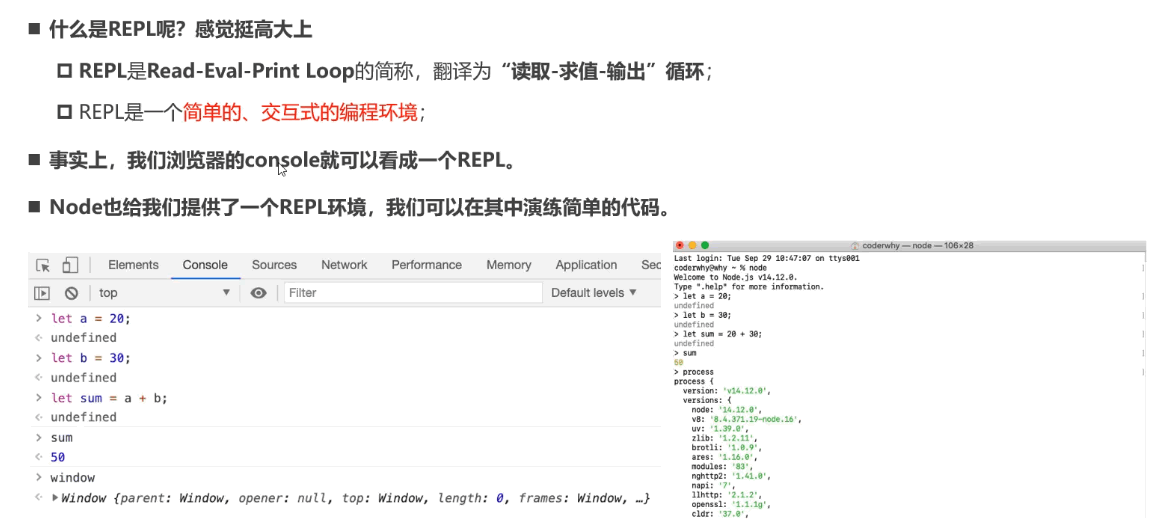 ■ 什么是REPL呢？感觉挺高大上
REPL是Read-Eval-Print Loop的简称，翻译为“读取-求值-输出”循环；
REPL是一个简单的、交互式的编程环境；
■ 事实上，我们浏览器的console就可以看成一个REPL。
■ Node也给我们提供了一个REPL环境，我们可以在其中演练简单的代码。
Elements Console Sources Network Performance Memory Application Sec
top ▼ Filter Default levels ▼
> let a = 20;
undefined
> let b = 30;
undefined
> let sum = a + b;
undefined
> sum
50
> window
Window {parent: Window, opener: null, top: Window, length: 0, frames: Window, …}
coderwhy — node — 106×28
Last login: Tue Sep 29 10:47:07 on ttys001
coderwhy@why ~ % node
Welcome to Node.js v14.12.0.
Type ".help" for more information.
> let a = 20;
undefined
> let b = 30;
undefined
> let sum = 20 + 30;
undefined
> sum
50
> process
process {
version: 'v14.12.0',
versions: {
node: '14.12.0',
v8: '8.4.371.19-node.16',
uv: '1.39.0',
zlib: '1.2.11',
brotli: '1.0.9',
ares: '1.16.0',
modules: '83',
nghttp2: '1.41.0',
napi: '7',
llhttp: '2.1.2',
openssl: '1.1.1g',
cldr: '37.0',